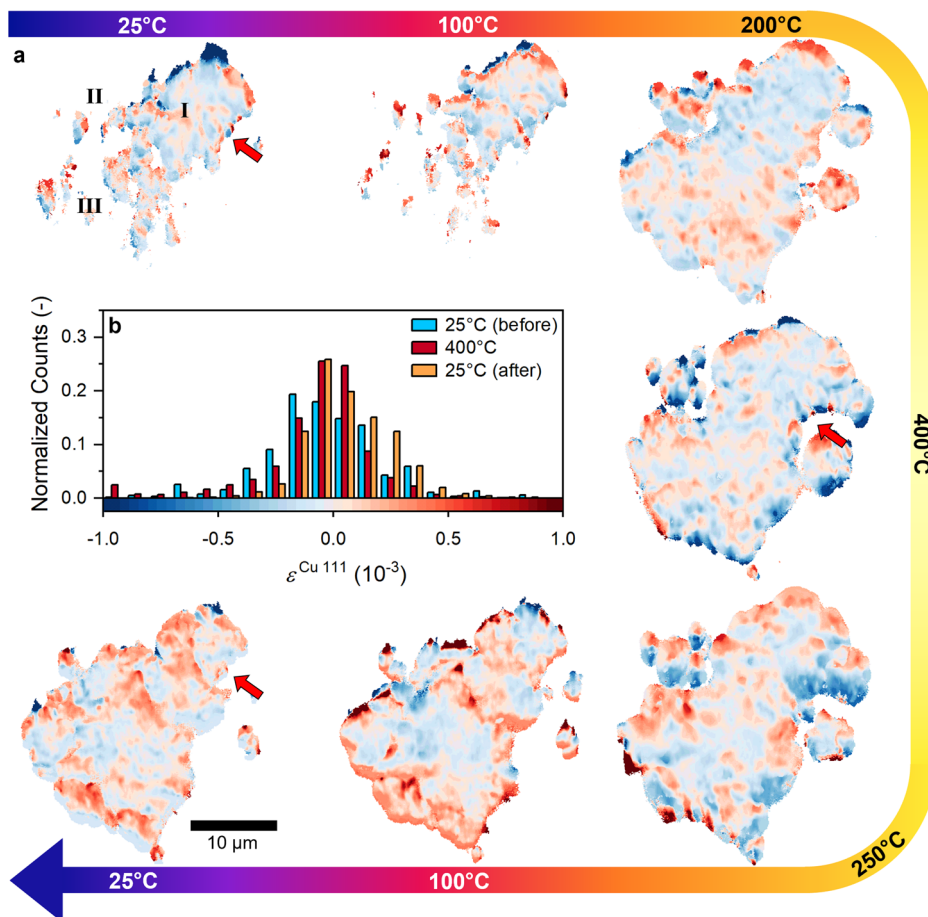 25°C 100°C 200°C
a
II
I
III
b
25°C (before)
400°C
25°C (after)
Normalized Counts (-)
0.3
0.2
0.1
0.0
-1.0 -0.5 0.0 0.5 1.0
ε^Cu 111 (10^-3)
400°C
10 µm
250°C
25°C 100°C